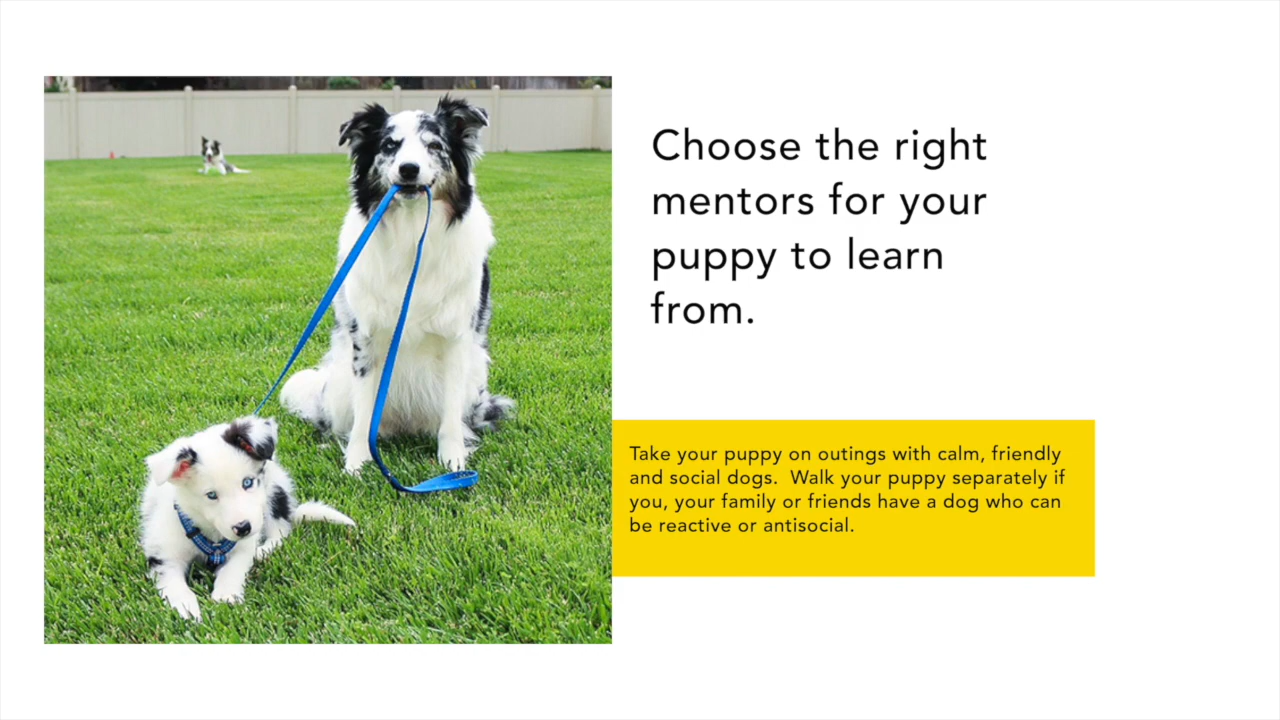 Choose the right
mentors for your
puppy to learn
from.
Take your puppy on outings with calm, friendly
and social dogs.  Walk your puppy separately if
you, your family or friends have a dog who can
be reactive or antisocial.